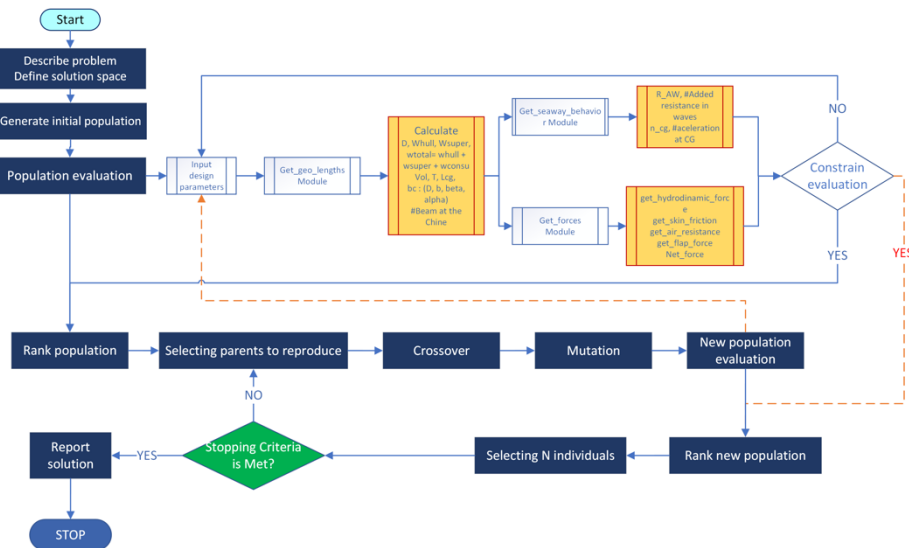 Start
Describe problem
Define solution space
Generate initial population
Population evaluation
Input
design
parameters
Get_geo_lengths
Module
Calculate
D, Whull, Wsuper,
wtotal= whull +
wsuper + wconsu
Vol, T, Lcg,
bc : (D, b, beta,
alpha)
#Beam at the
Chine
Get_seaway_behavio
r Module
Get_forces
Module
R_AW, #Added
resistance in
waves
n_cg, #aceleration
at CG
get_hydrodinamic_forc
e
get_skin_friction
get_air_resistance
get_flap_force
Net_force
NO
Constrain
evaluation
YES
YES
Rank population
Selecting parents to reproduce
Crossover
Mutation
New population
evaluation
NO
Report
solution
YES
Stopping Criteria
is Met?
Selecting N individuals
Rank new population
STOP